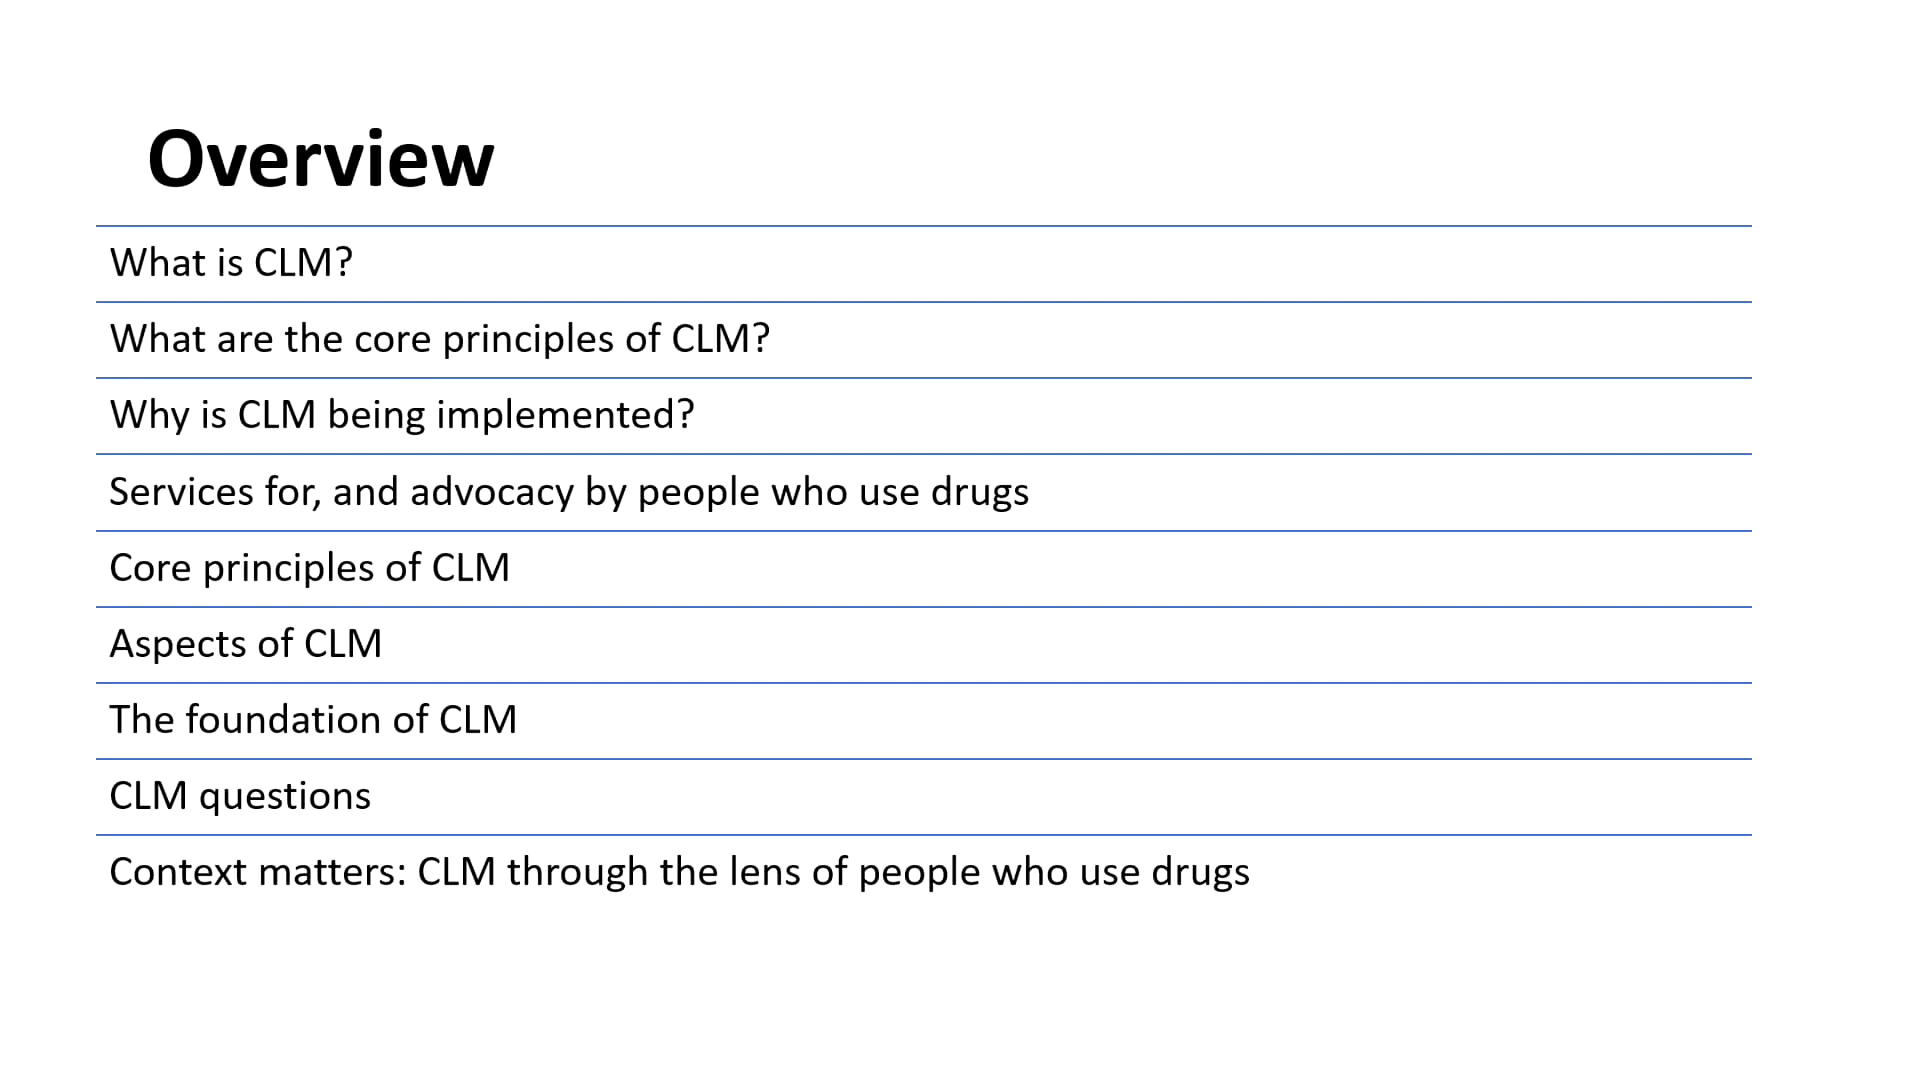 Overview
What is CLM?
What are the core principles of CLM?
Why is CLM being implemented?
Services for, and advocacy by people who use drugs
Core principles of CLM
Aspects of CLM
The foundation of CLM
CLM questions
Context matters: CLM through the lens of people who use drugs